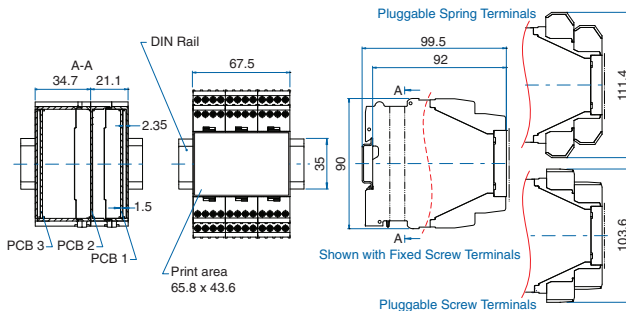 Pluggable Spring Terminals
DIN Rail
A-A
34.7
21.1
67.5
99.5
92
A
2.35
1.5
35
90
111.4
PCB 3
PCB 2
PCB 1
Print area
65.8 x 43.6
A
Shown with Fixed Screw Terminals
103.6
Pluggable Screw Terminals